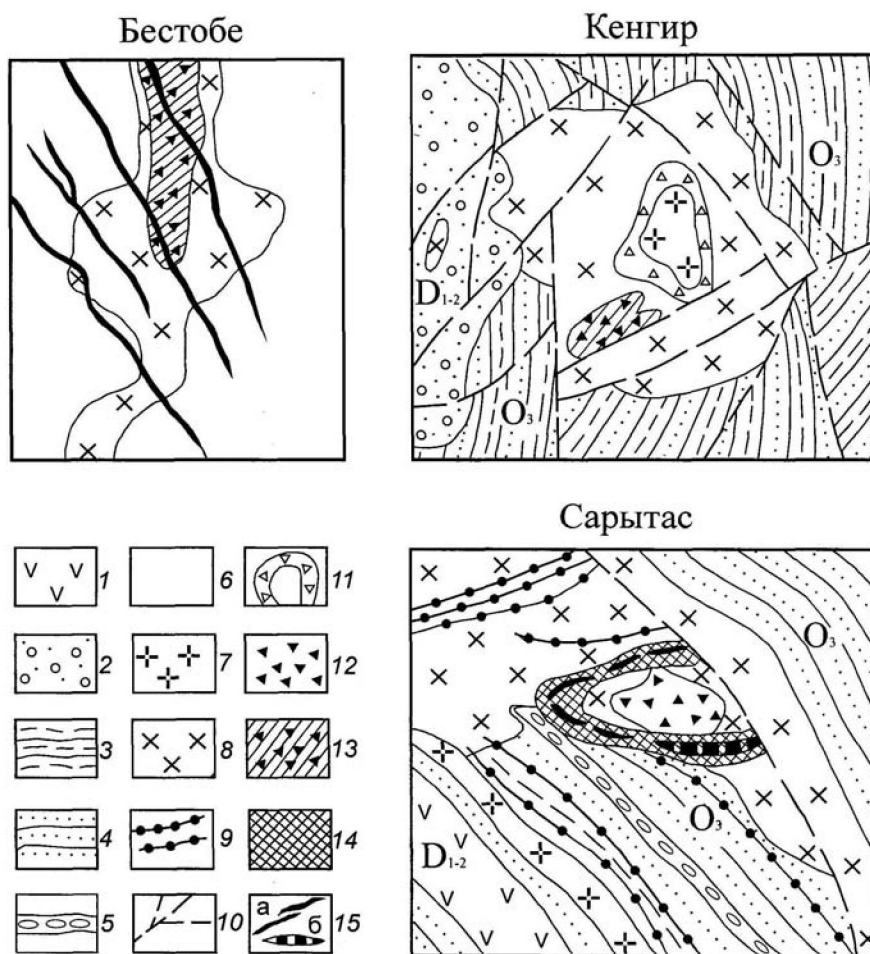 Бестобе
Кенгир
O₃
D₁₋₂
O₃
Сарытас
1 6 11
2 7 12
3 8 13
4 9 14
5 10 а б 15
O₃
O₃
D₁₋₂